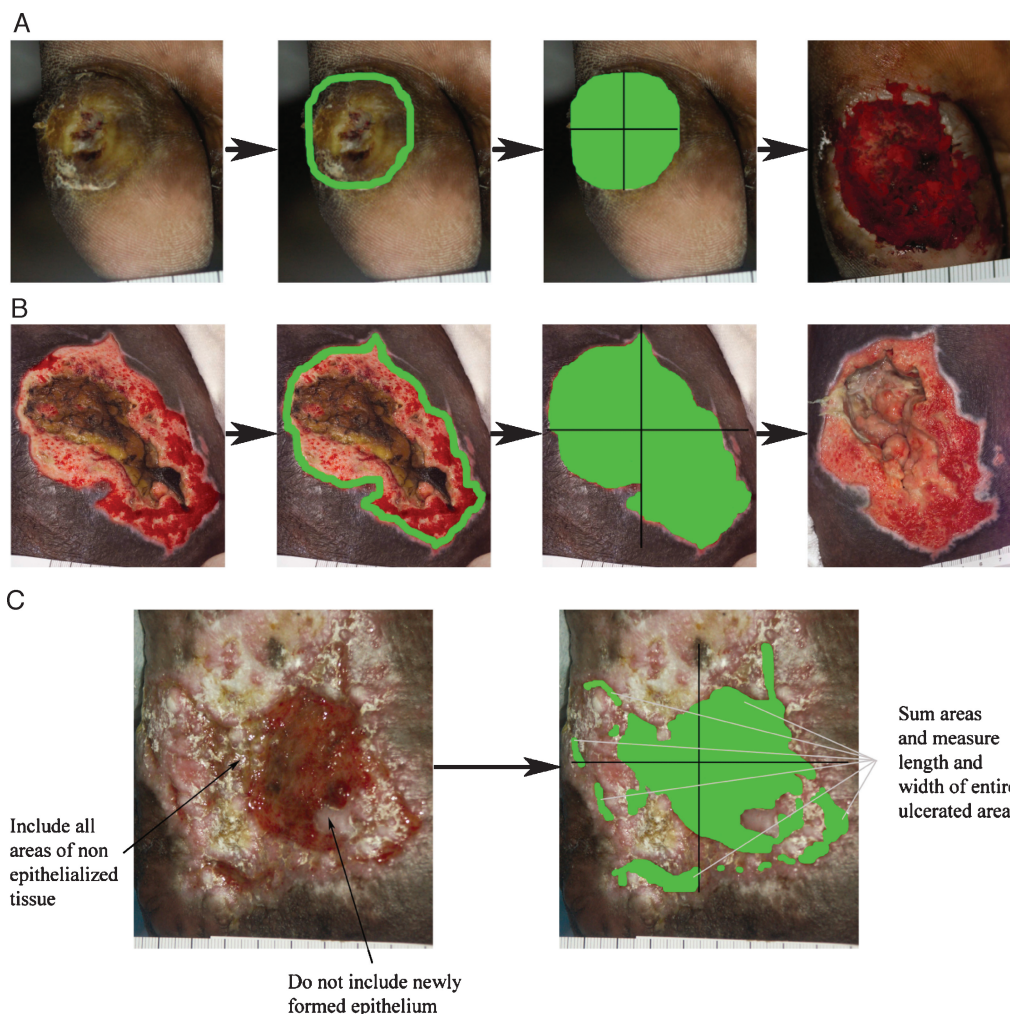 A
B
C
Include all
areas of non
epithelialized
tissue
Do not include newly
formed epithelium
Sum areas
and measure
length and
width of entire
ulcerated area